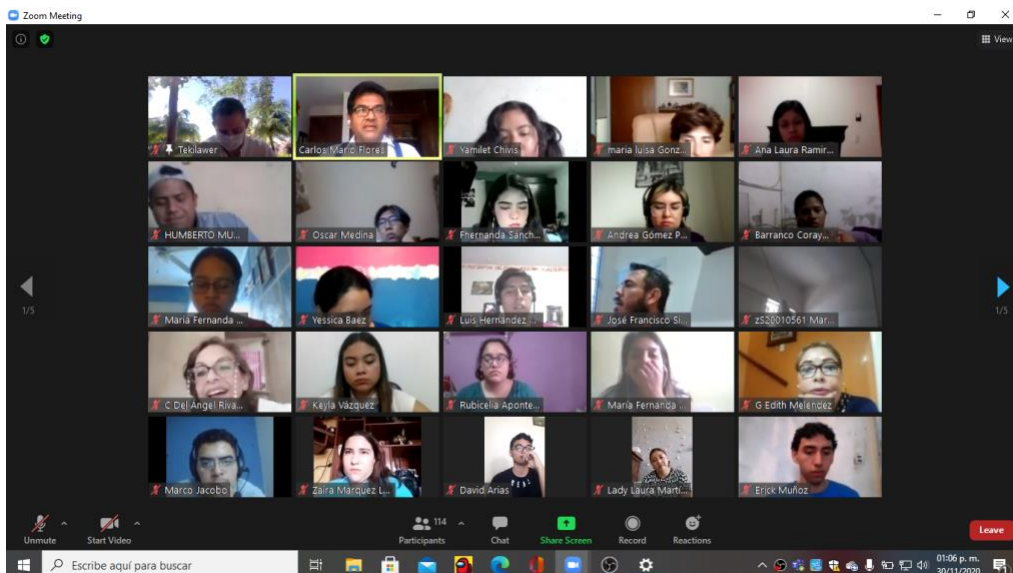 Zoom Meeting
View
Tekilawer
Carlos Mario Flores
Yamilet Chivis
maria luisa Gonz...
Ana Laura Ramir...
HUMBERTO MU...
Oscar Medina
Fhernanda Sanch...
Andrea Gómez P...
Barranco Coray...
Maria Fernanda ...
Yessica Baez
Luis Hernández
José Francisco Si...
zS20010561 Mar...
1/5
1/5
C Del Angel Riva...
Keyla Vázquez
Rubicelia Aponte...
María Fernanda ...
G Edith Melendez
Marco Jacobo
Zaira Márquez L...
David Arias
Lady Laura Marti...
Erick Muñoz
114
Unmute
Start Video
Participants
Chat
Share Screen
Record
Reactions
Leave
Escribe aquí para buscar
01:06 p. m.
30/11/2020